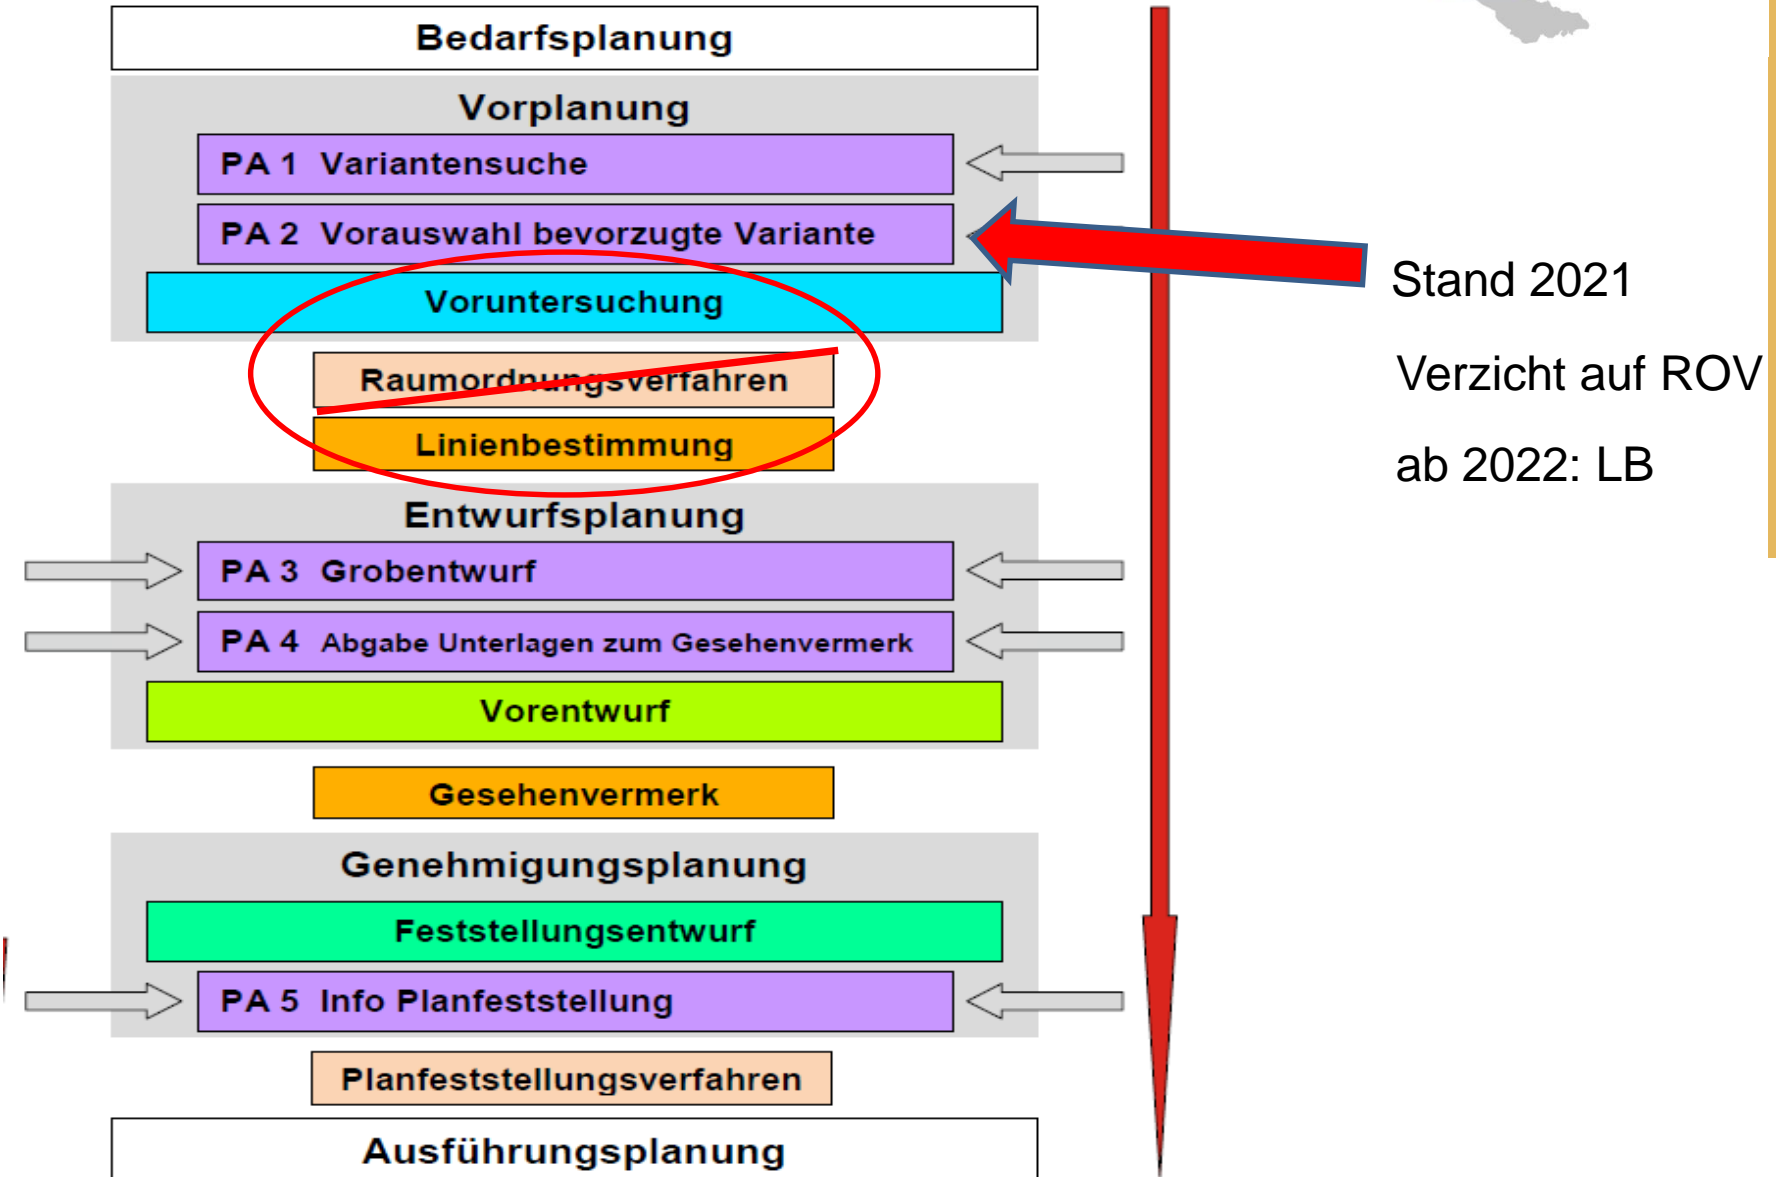 Bedarfsplanung
Vorplanung
PA 1 Variantensuche
PA 2 Vorauswahl bevorzugte Variante
Voruntersuchung
Raumordnungsverfahren
Linienbestimmung
Stand 2021
Verzicht auf ROV
ab 2022: LB
Entwurfsplanung
PA 3 Grobentwurf
PA 4 Abgabe Unterlagen zum Gesehenvermerk
Vorentwurf
Gesehenvermerk
Genehmigungsplanung
Feststellungsentwurf
PA 5 Info Planfeststellung
Planfeststellungsverfahren
Ausführungsplanung